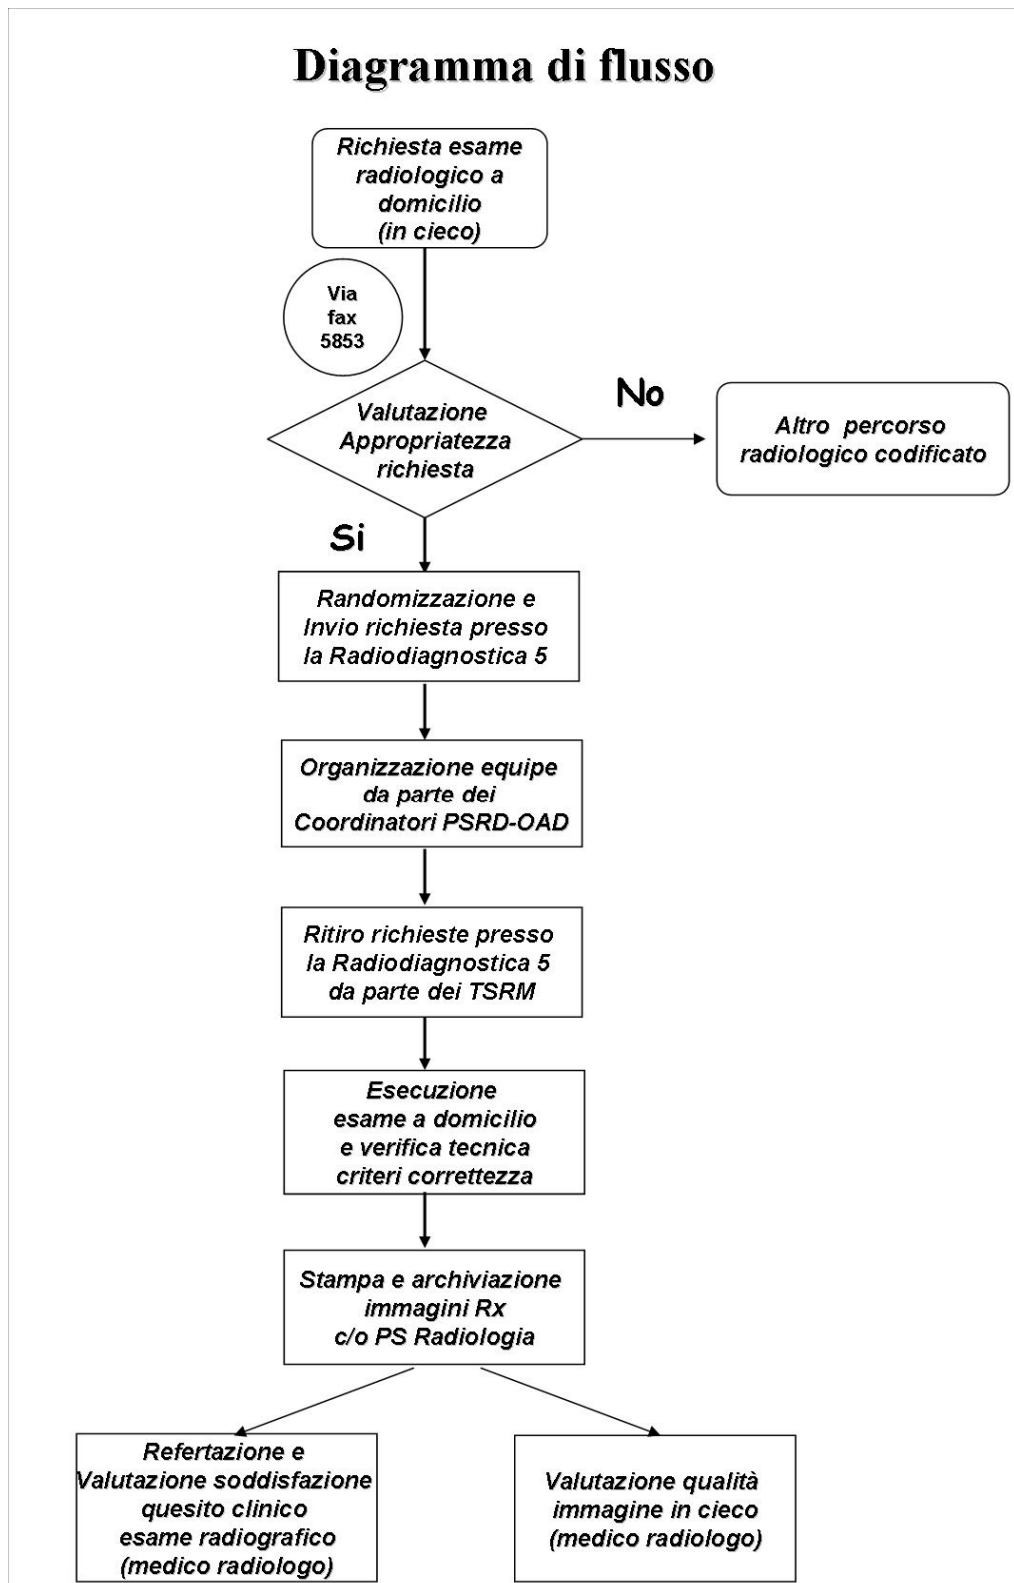 Diagramma di flusso
Richiesta esame
radiologico a
domicilio
(in cieco)
Via
fax
5853
Valutazione
Appropriatezza
richiesta
No
Altro percorso
radiologico codificato
Si
Randomizzazione e
Invio richiesta presso
la Radiodiagnostica 5
Organizzazione equipe
da parte dei
Coordinatori PSRD-OAD
Ritiro richieste presso
la Radiodiagnostica 5
da parte dei TSRM
Esecuzione
esame a domicilio
e verifica tecnica
criteri correttezza
Stampa e archiviazione
immagini Rx
c/o PS Radiologia
Refertazione e
Valutazione soddisfazione
quesito clinico
esame radiografico
(medico radiologo)
Valutazione qualità
immagine in cieco
(medico radiologo)